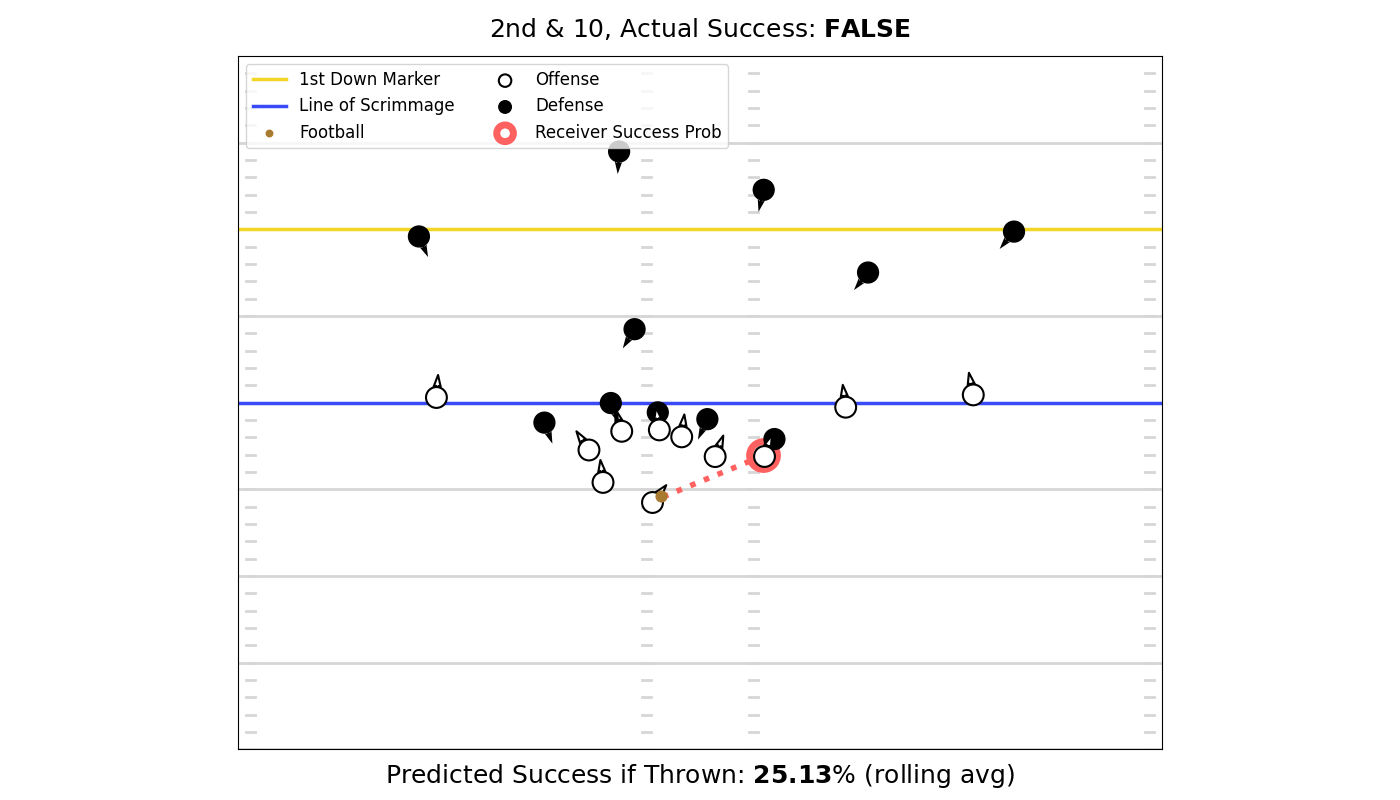 2nd & 10, Actual Success: FALSE
1st Down Marker
Line of Scrimmage
Football
Offense
Defense
Receiver Success Prob
Predicted Success if Thrown: 25.13% (rolling avg)